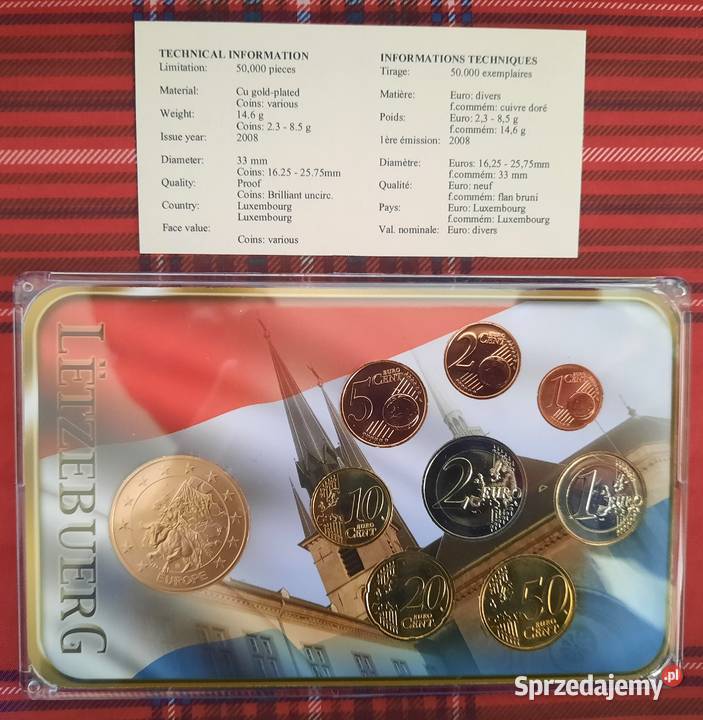 TECHNICAL INFORMATION
Limitation: 50,000 pieces
Material: Cu gold-plated
Coins: various
Weight: 14.6 g
Coins: 2.3 - 8.5 g
Issue year: 2008
Diameter: 33 mm
Coins: 16.25 - 25.75mm
Quality: Proof
Coins: Brilliant uncirc.
Country: Luxembourg
Luxembourg
Face value:
Coins: various
INFORMATIONS TECHNIQUES
Tirage: 50.000 exemplaires
Matière: Euro: divers
f.commém: cuivre doré
Poids: Euro: 2,3 - 8,5 g
f.commém: 14,6 g
1ère émission: 2008
Diamètre: Euros: 16,25 - 25,75mm
f.commém: 33 mm
Qualité: Euro: neuf
f.commém: flan bruni
Pays: Euro: Luxembourg
f.commém: Luxembourg
Val. nominale: Euro: divers
LËTZEBUERG
5 EURO
CENT
2 EURO
CENT
1 EURO
CENT
10 EURO
CENT
2 EURO
1 EURO
20 EURO
CENT
50 EURO
CENT
EUROPE
Sprzedajemy.pl